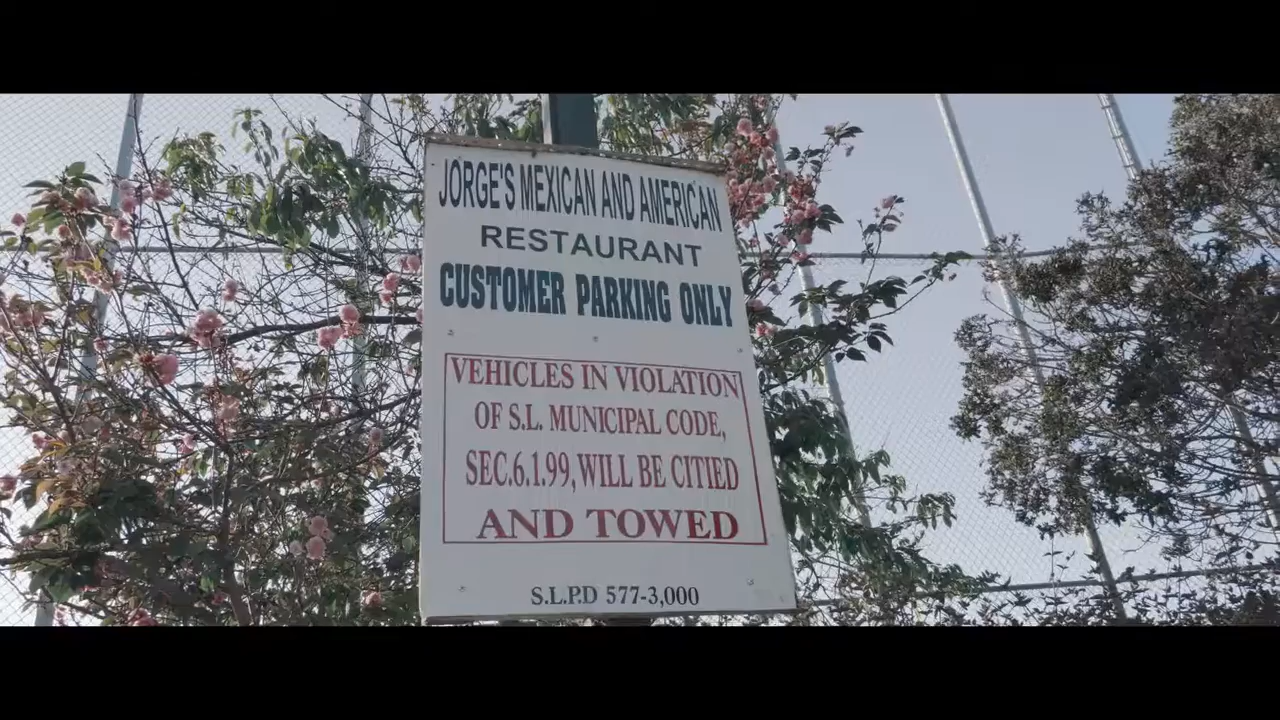 JORGE'S MEXICAN AND AMERICAN
RESTAURANT
CUSTOMER PARKING ONLY
VEHICLES IN VIOLATION
OF S.L. MUNICIPAL CODE,
SEC.6.1.99, WILL BE CITIED
AND TOWED
S.L.P.D 577-3,000